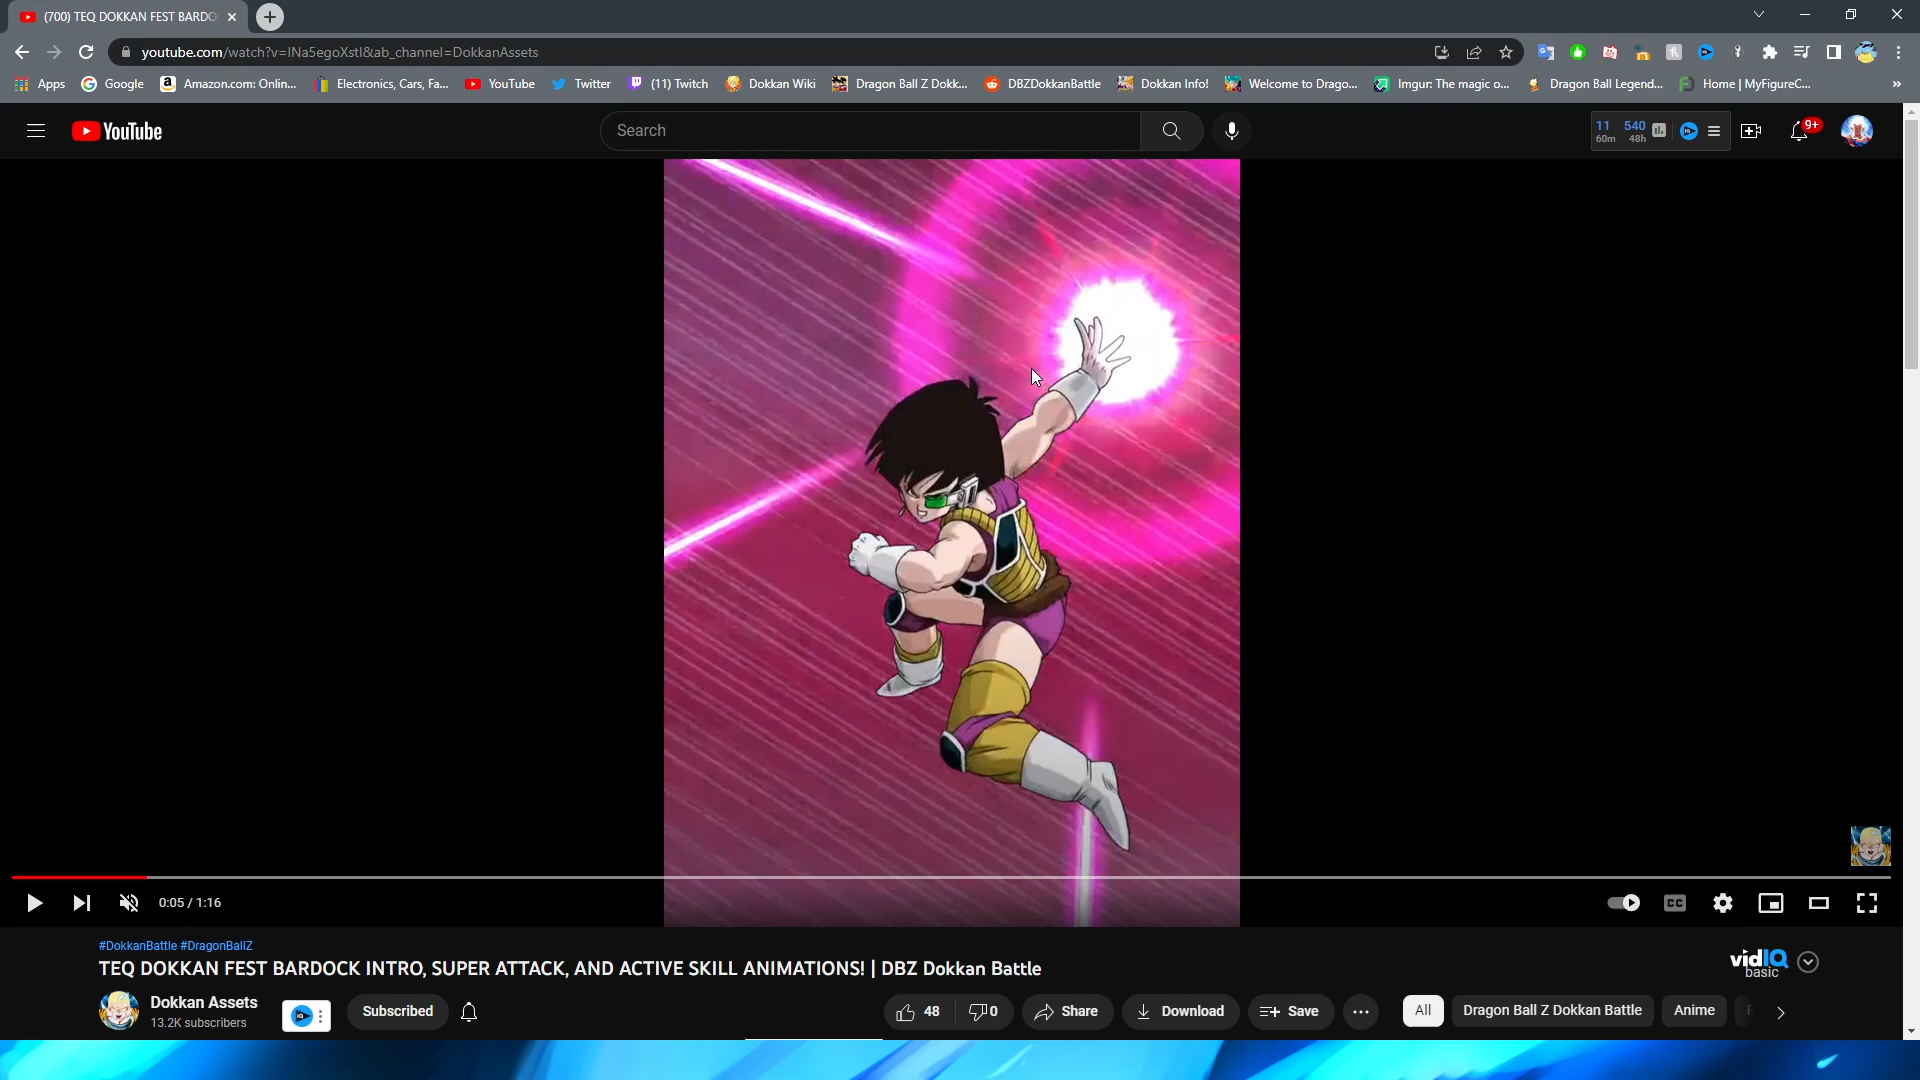 (700) TEQ DOKKAN FEST BARDO
youtube.com/watch?v=INa5egoXstI&ab_channel=DokkanAssets
Apps Google Amazon.com: Onlin... Electronics, Cars, Fa... YouTube Twitter (11) Twitch Dokkan Wiki Dragon Ball Z Dokk... DBZDokkanBattle Dokkan Info! Welcome to Drago... Imgur: The magic o... Dragon Ball Legend... Home | MyFigureC... »
YouTube Search 11 60m 540 48h 9+
0:05 / 1:16 CC
#DokkanBattle #DragonBallZ
TEQ DOKKAN FEST BARDOCK INTRO, SUPER ATTACK, AND ACTIVE SKILL ANIMATIONS! | DBZ Dokkan Battle
vidIQ basic
Dokkan Assets
13.2K subscribers
Subscribed 48 0 Share Download Save All Dragon Ball Z Dokkan Battle Anime